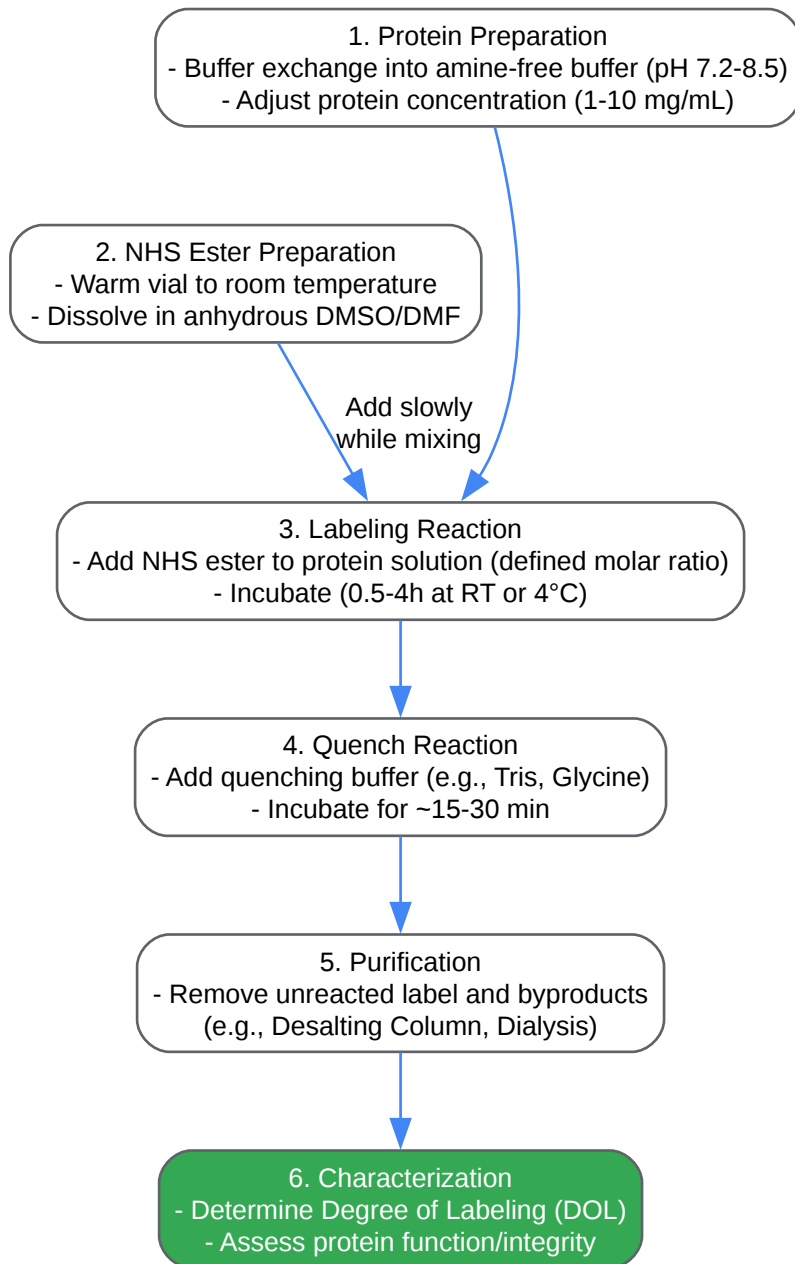 1. Protein Preparation
- Buffer exchange into amine-free buffer (pH 7.2-8.5)
- Adjust protein concentration (1-10 mg/mL)
2. NHS Ester Preparation
- Warm vial to room temperature
- Dissolve in anhydrous DMSO/DMF
Add slowly
while mixing
3. Labeling Reaction
- Add NHS ester to protein solution (defined molar ratio)
- Incubate (0.5-4h at RT or 4°C)
4. Quench Reaction
- Add quenching buffer (e.g., Tris, Glycine)
- Incubate for ~15-30 min
5. Purification
- Remove unreacted label and byproducts
(e.g., Desalting Column, Dialysis)
6. Characterization
- Determine Degree of Labeling (DOL)
- Assess protein function/integrity